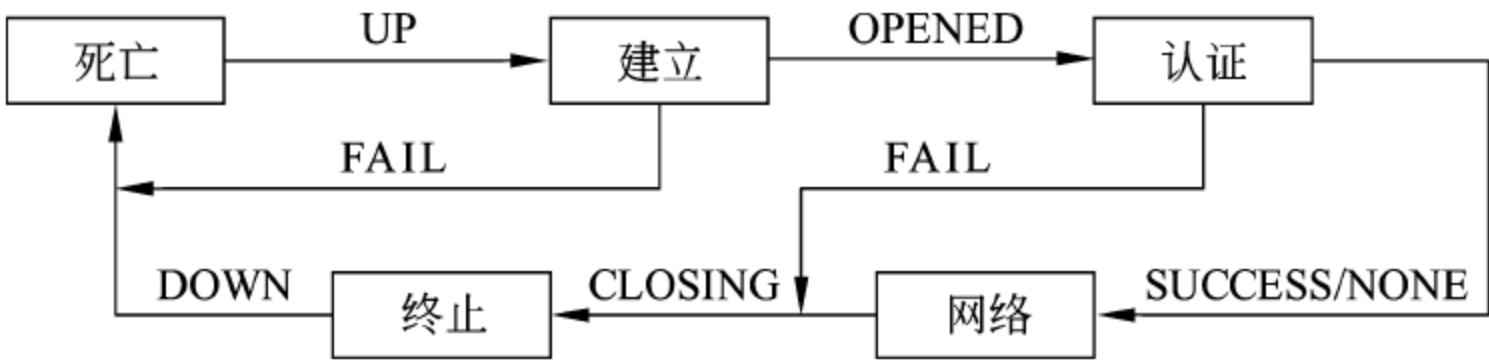 UP
OPENED
死亡
建立
认证
FAIL
FAIL
DOWN
CLOSING
SUCCESS/NONE
终止
网络